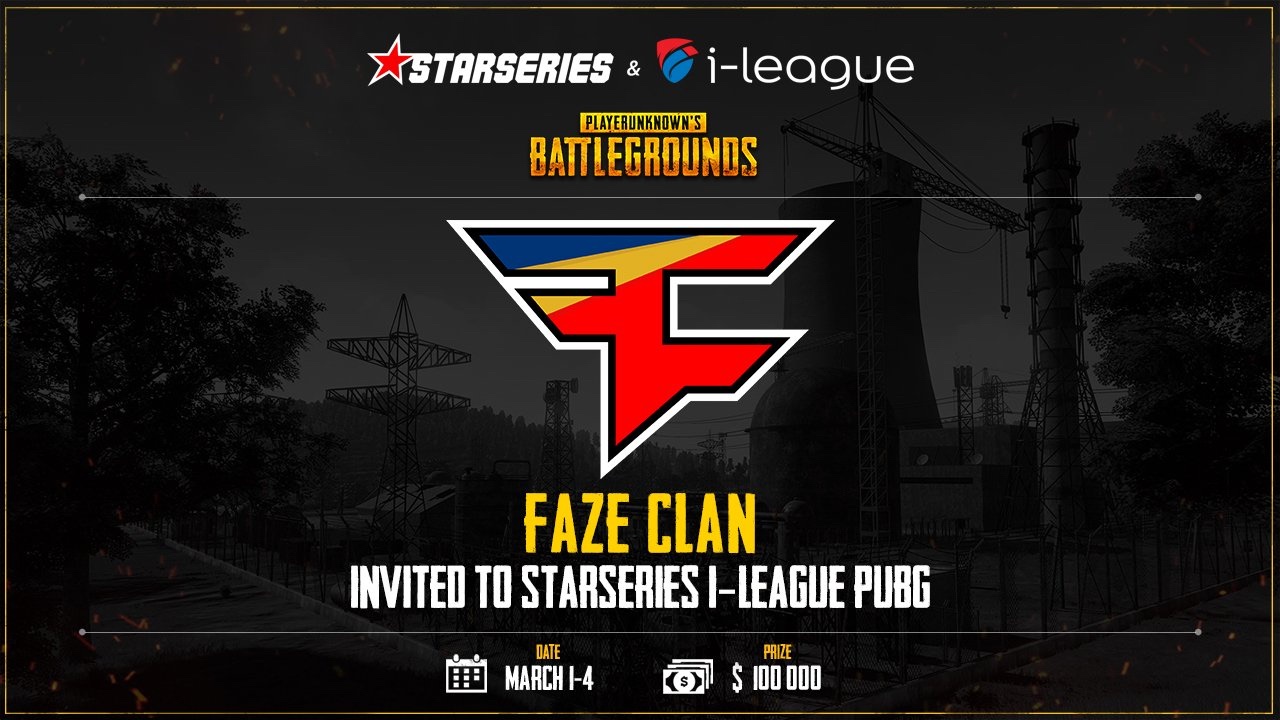 STARSERIES & i-league
PLAYERUNKNOWN'S
BATTLEGROUNDS
FAZE CLAN
INVITED TO STARSERIES I-LEAGUE PUBG
DATE
MARCH 1-4
PRIZE
$ 100 000